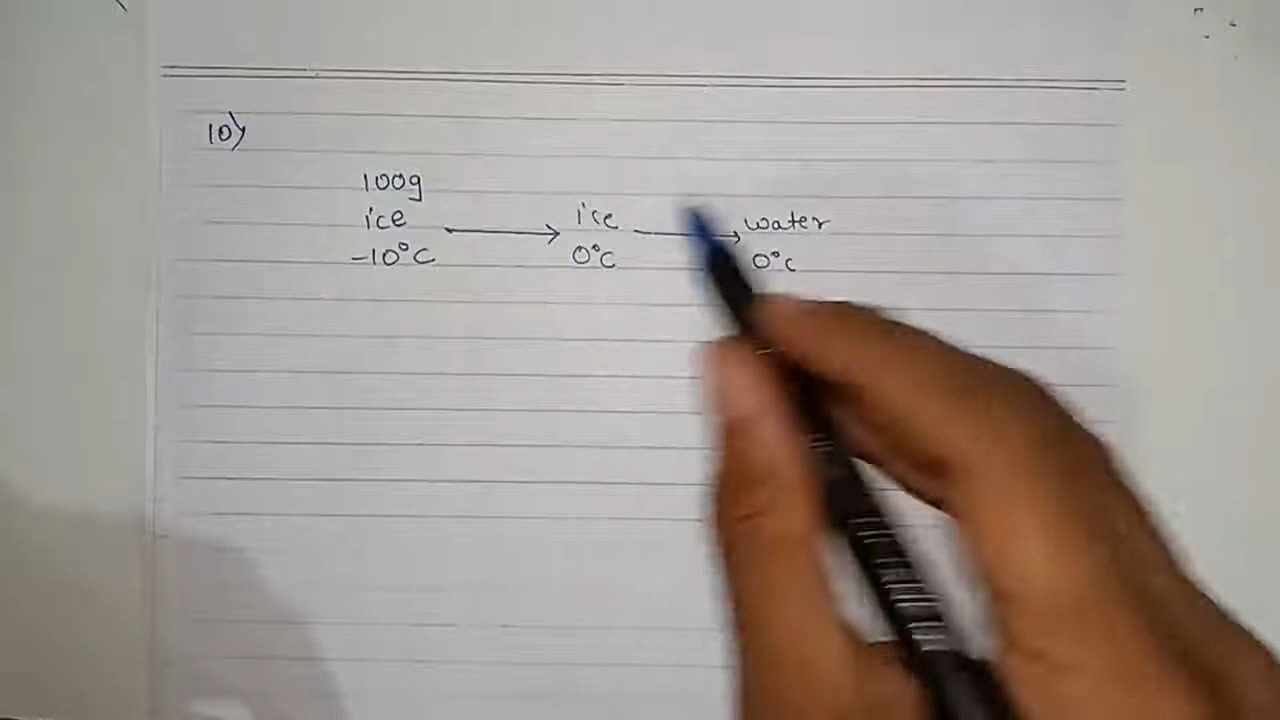 10)
100g
ice ⟶ ice ⟶ water
-10°C 0°C 0°C